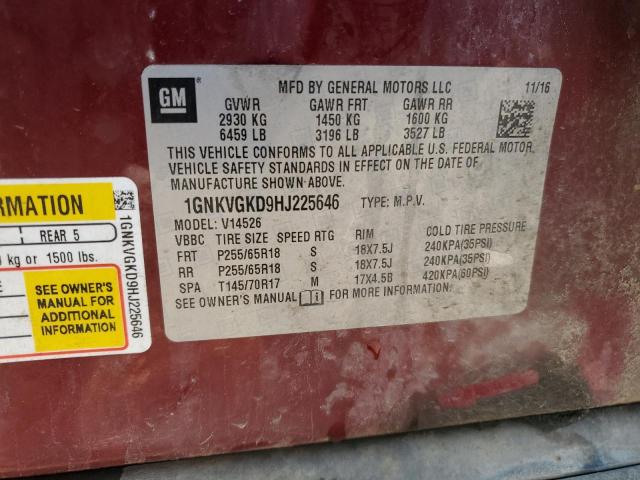 GM
MFD BY GENERAL MOTORS LLC 11/16
GVWR GAWR FRT GAWR RR
2930 KG 1450 KG 1600 KG
6459 LB 3196 LB 3527 LB
THIS VEHICLE CONFORMS TO ALL APPLICABLE U.S. FEDERAL MOTOR
VEHICLE SAFETY STANDARDS IN EFFECT ON THE DATE OF
MANUFACTURE SHOWN ABOVE.
1GNKVGKD9HJ225646 TYPE: M.P.V.
MODEL: V14526
VBBC TIRE SIZE SPEED RTG RIM COLD TIRE PRESSURE
FRT P255/65R18 S 18X7.5J 240KPA(35PSI)
RR P255/65R18 S 18X7.5J 240KPA(35PSI)
SPA T145/70R17 M 17X4.5B 420KPA(60PSI)
SEE OWNER'S MANUAL FOR MORE INFORMATION.
RMATION
REAR 5
kg or 1500 lbs.
SEE OWNER'S
MANUAL FOR
ADDITIONAL
INFORMATION
1GNKVGKD9HJ225646